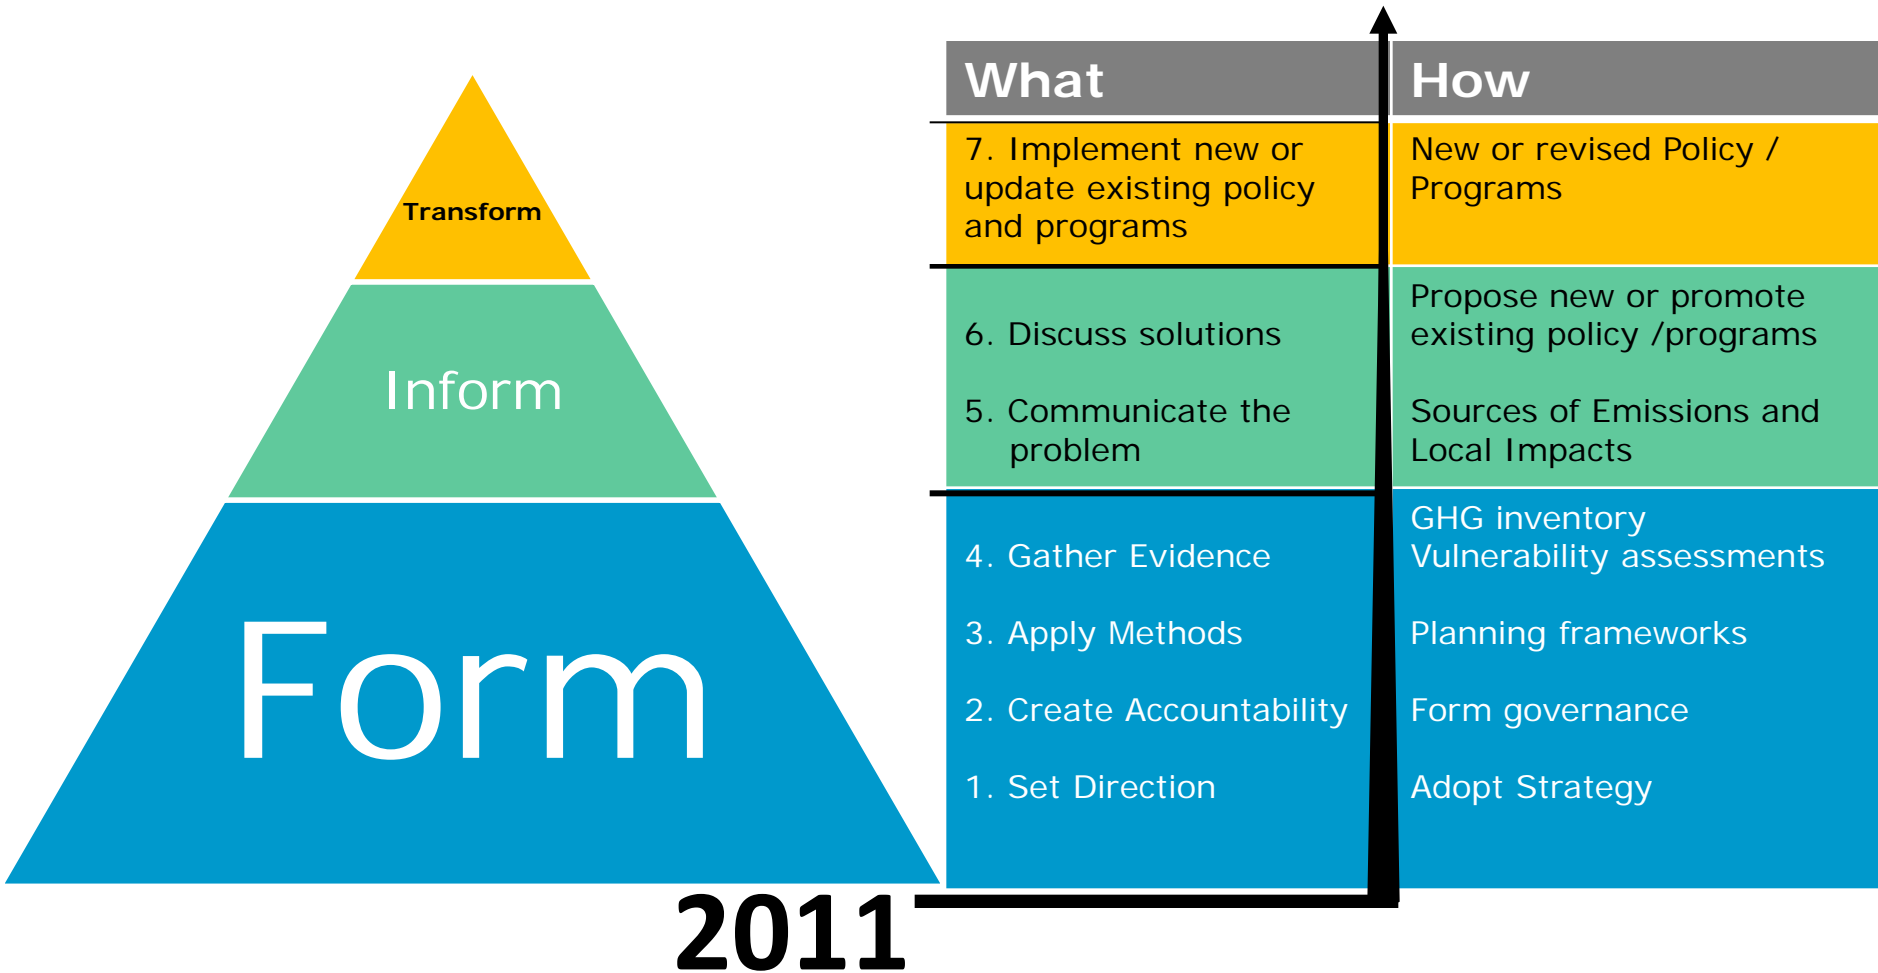 Transform
Inform
Form
2011
What
How
7. Implement new or
update existing policy
and programs
New or revised Policy /
Programs
6. Discuss solutions
5. Communicate the
problem
Propose new or promote
existing policy /programs
Sources of Emissions and
Local Impacts
4. Gather Evidence
3. Apply Methods
2. Create Accountability
1. Set Direction
GHG inventory
Vulnerability assessments
Planning frameworks
Form governance
Adopt Strategy